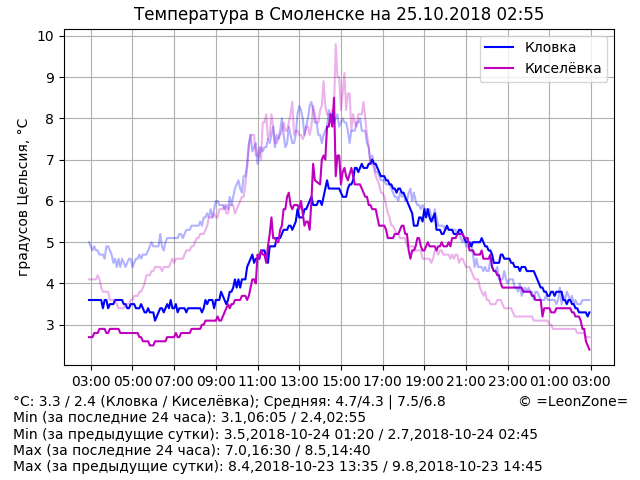 Температура в Смоленске на 25.10.2018 02:55
градусов Цельсия, °C
10
9
8
7
6
5
4
3
Кловка
Киселёвка
03:00 05:00 07:00 09:00 11:00 13:00 15:00 17:00 19:00 21:00 23:00 01:00 03:00
°C: 3.3 / 2.4 (Кловка / Киселёвка); Средняя: 4.7/4.3 | 7.5/6.8 © =LeonZone=
Min (за последние 24 часа): 3.1,06:05 / 2.4,02:55
Min (за предыдущие сутки): 3.5,2018-10-24 01:20 / 2.7,2018-10-24 02:45
Max (за последние 24 часа): 7.0,16:30 / 8.5,14:40
Max (за предыдущие сутки): 8.4,2018-10-23 13:35 / 9.8,2018-10-23 14:45